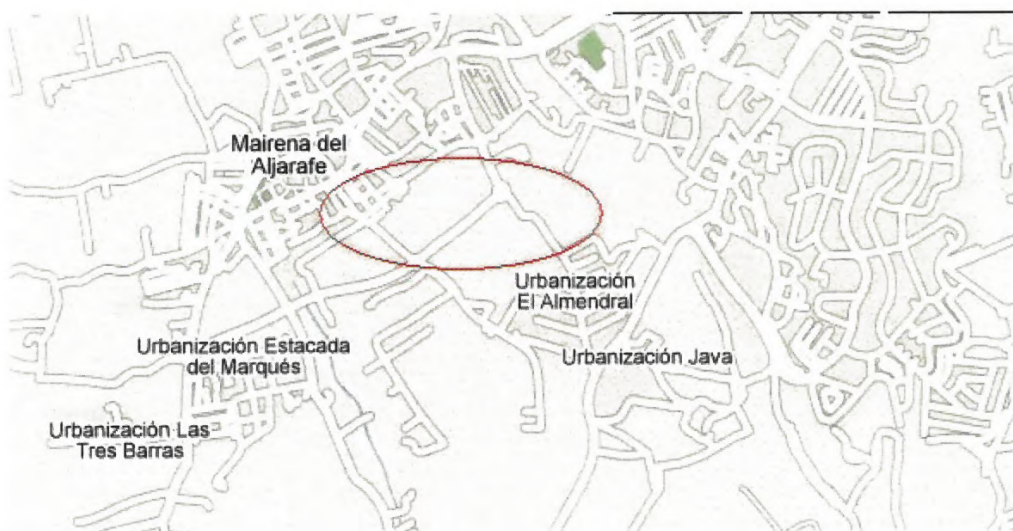 Mairena del
Aljarafe
Urbanización
El Almendral
Urbanización Estacada
del Marqués
Urbanización Java
Urbanización Las
Tres Barras